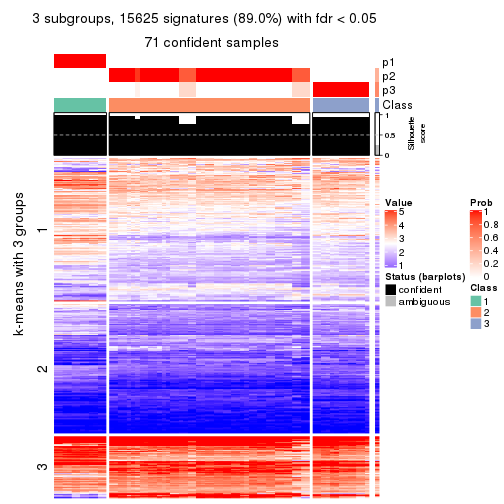 3 subgroups, 15625 signatures (89.0%) with fdr < 0.05
71 confident samples
p1
p2
p3
Class
1
0.5
0
Silhouette
score
k-means with 3 groups
1
2
3
Value
5
4
3
2
1
Status (barplots)
confident
ambiguous
Prob
1
0.8
0.6
0.4
0.2
0
Class
1
2
3